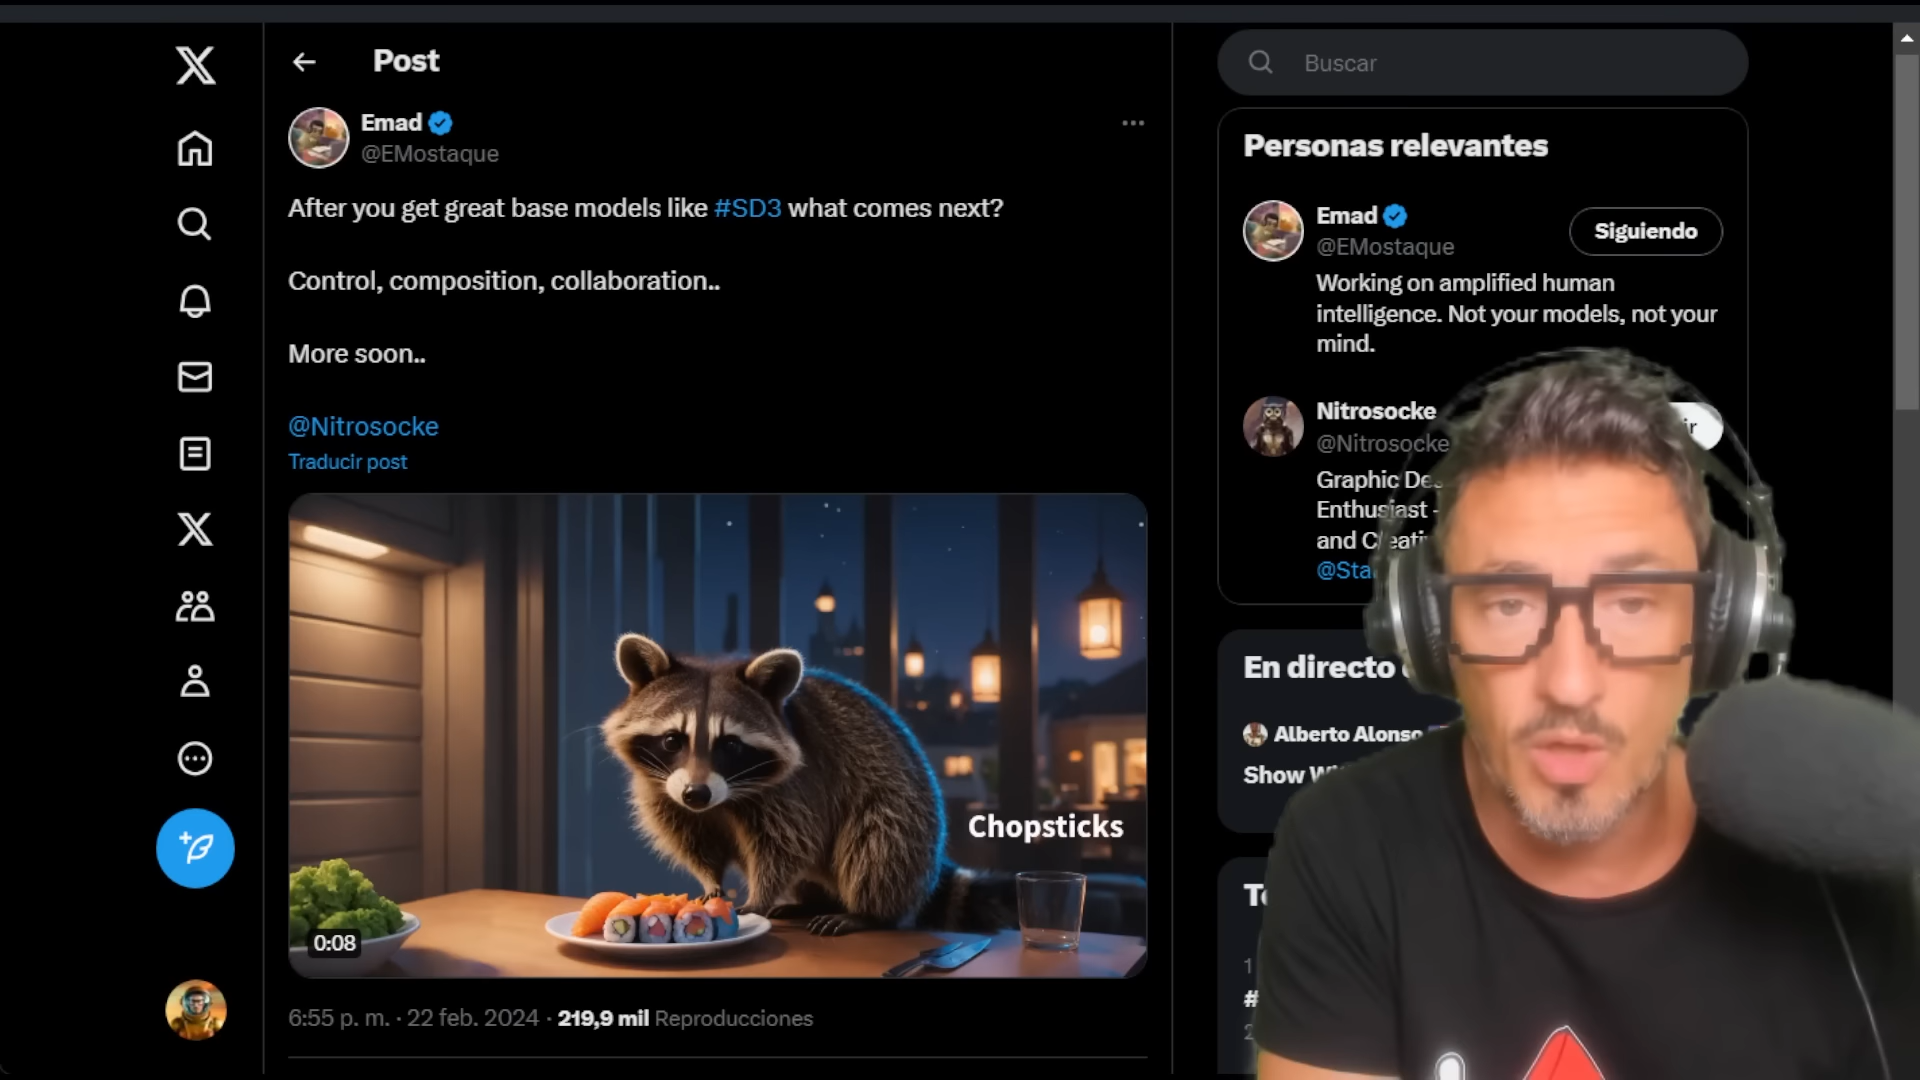 Post
Buscar
Emad
@EMostaque
After you get great base models like #SD3 what comes next?
Control, composition, collaboration..
More soon..
@Nitrosocke
Traducir post
Chopsticks
0:08
6:55 p. m. · 22 feb. 2024 · 219,9 mil Reproducciones
Personas relevantes
Emad
@EMostaque
Siguiendo
Working on amplified human
intelligence. Not your models, not your
mind.
Nitrosocke
@Nitrosocke
Graphic
Enthusiast -
and
En directo
Alberto Alonso
Show
1
#
2